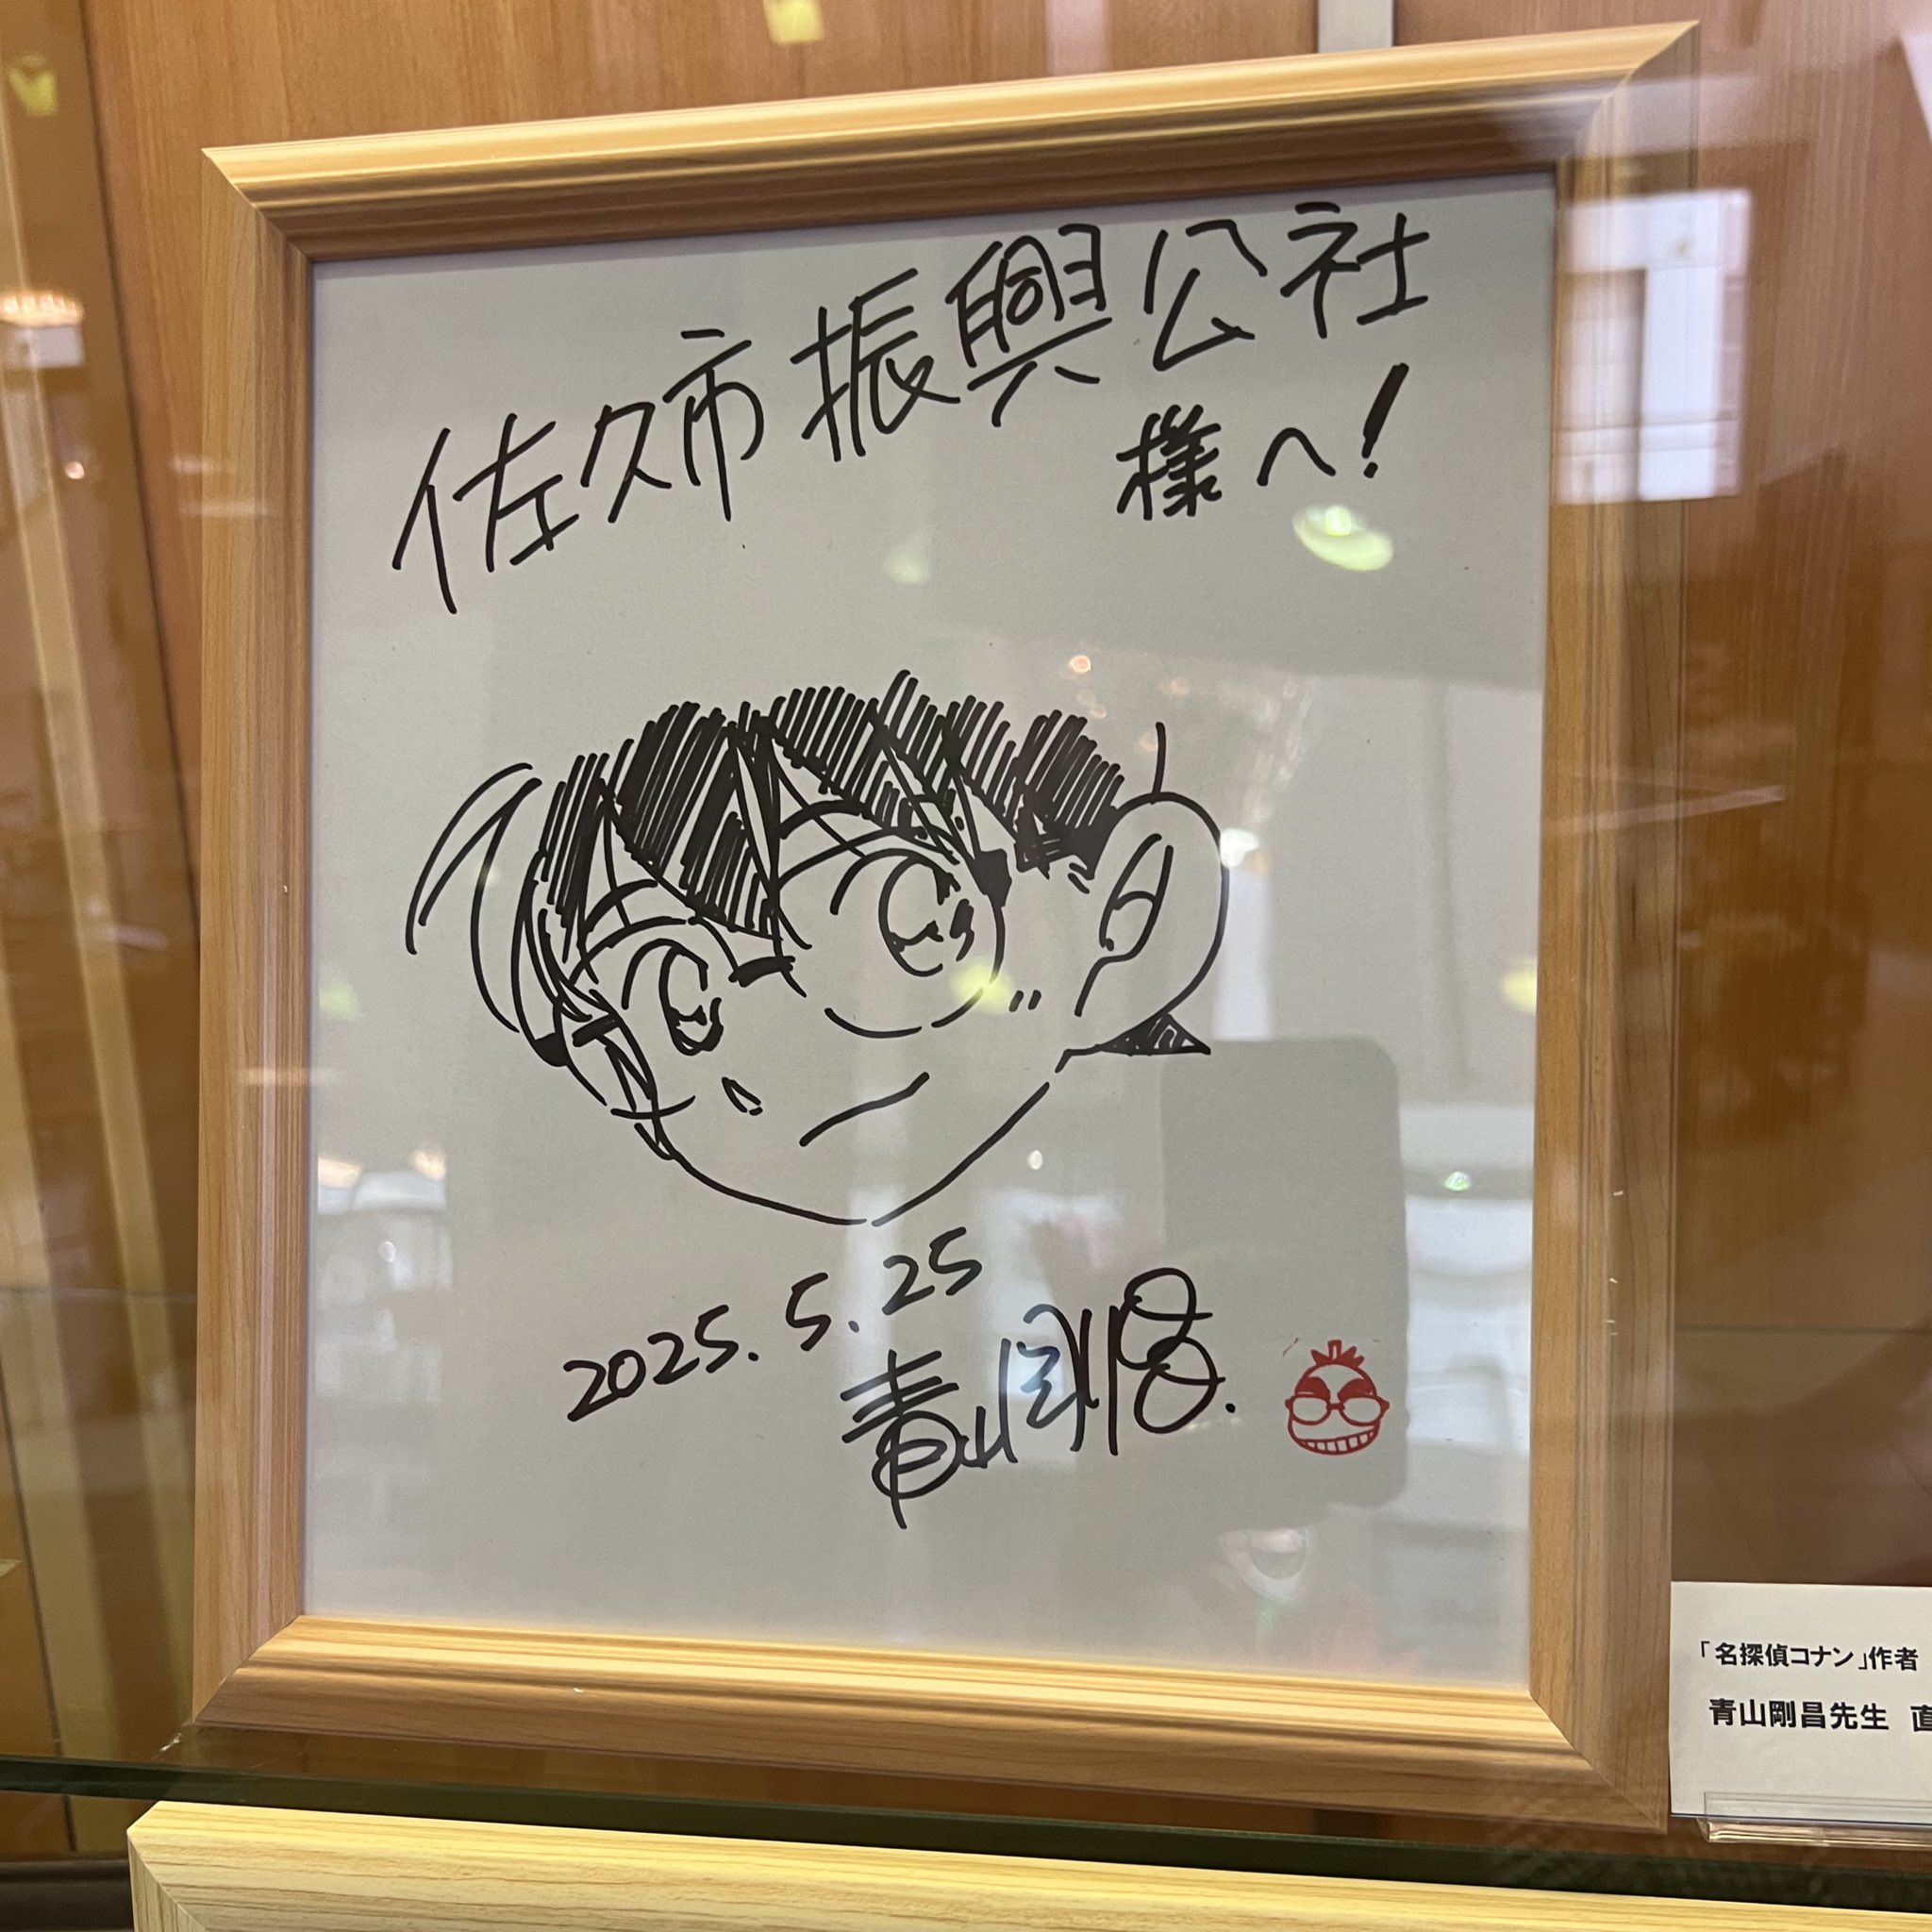 佐久市振興公社
様へ!
2025.5.25
青山剛昌.
「名探偵コナン」作者
青山剛昌先生 直